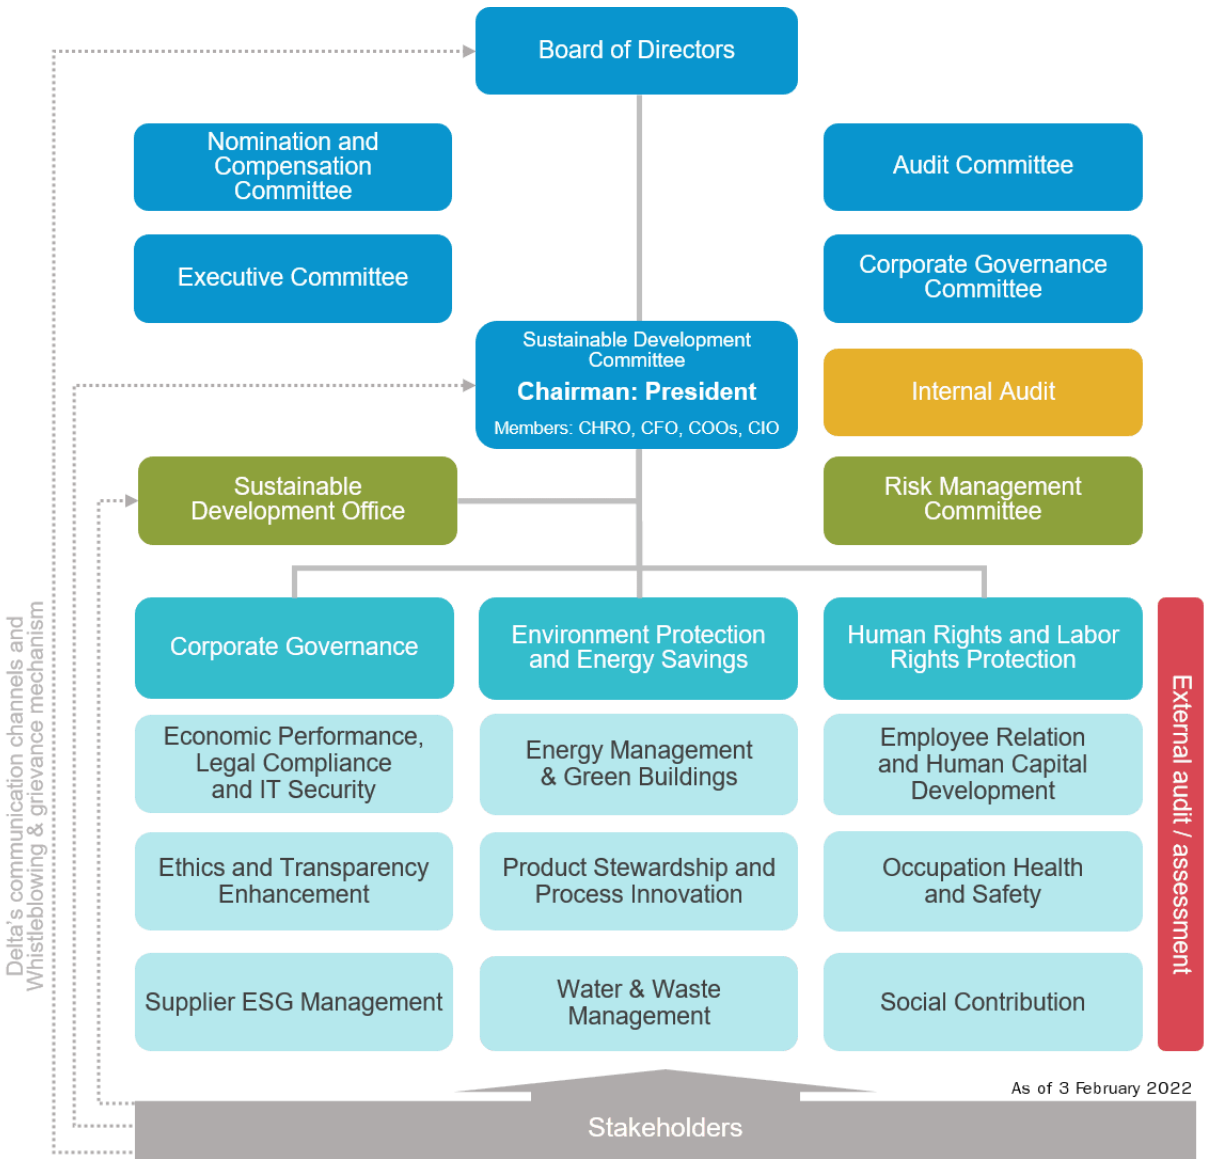 Board of Directors
Nomination and
Compensation
Committee
Audit Committee
Executive Committee
Corporate Governance
Committee
Sustainable Development
Committee
Chairman: President
Members: CHRO, CFO, COOs, CIO
Internal Audit
Sustainable
Development Office
Risk Management
Committee
Delta's communication channels and
Whistleblowing & grievance mechanism
Corporate Governance
Environment Protection
and Energy Savings
Human Rights and Labor
Rights Protection
Economic Performance,
Legal Compliance
and IT Security
Energy Management
& Green Buildings
Employee Relation
and Human Capital
Development
Ethics and Transparency
Enhancement
Product Stewardship and
Process Innovation
Occupation Health
and Safety
Supplier ESG Management
Water & Waste
Management
Social Contribution
External audit / assessment
As of 3 February 2022
Stakeholders